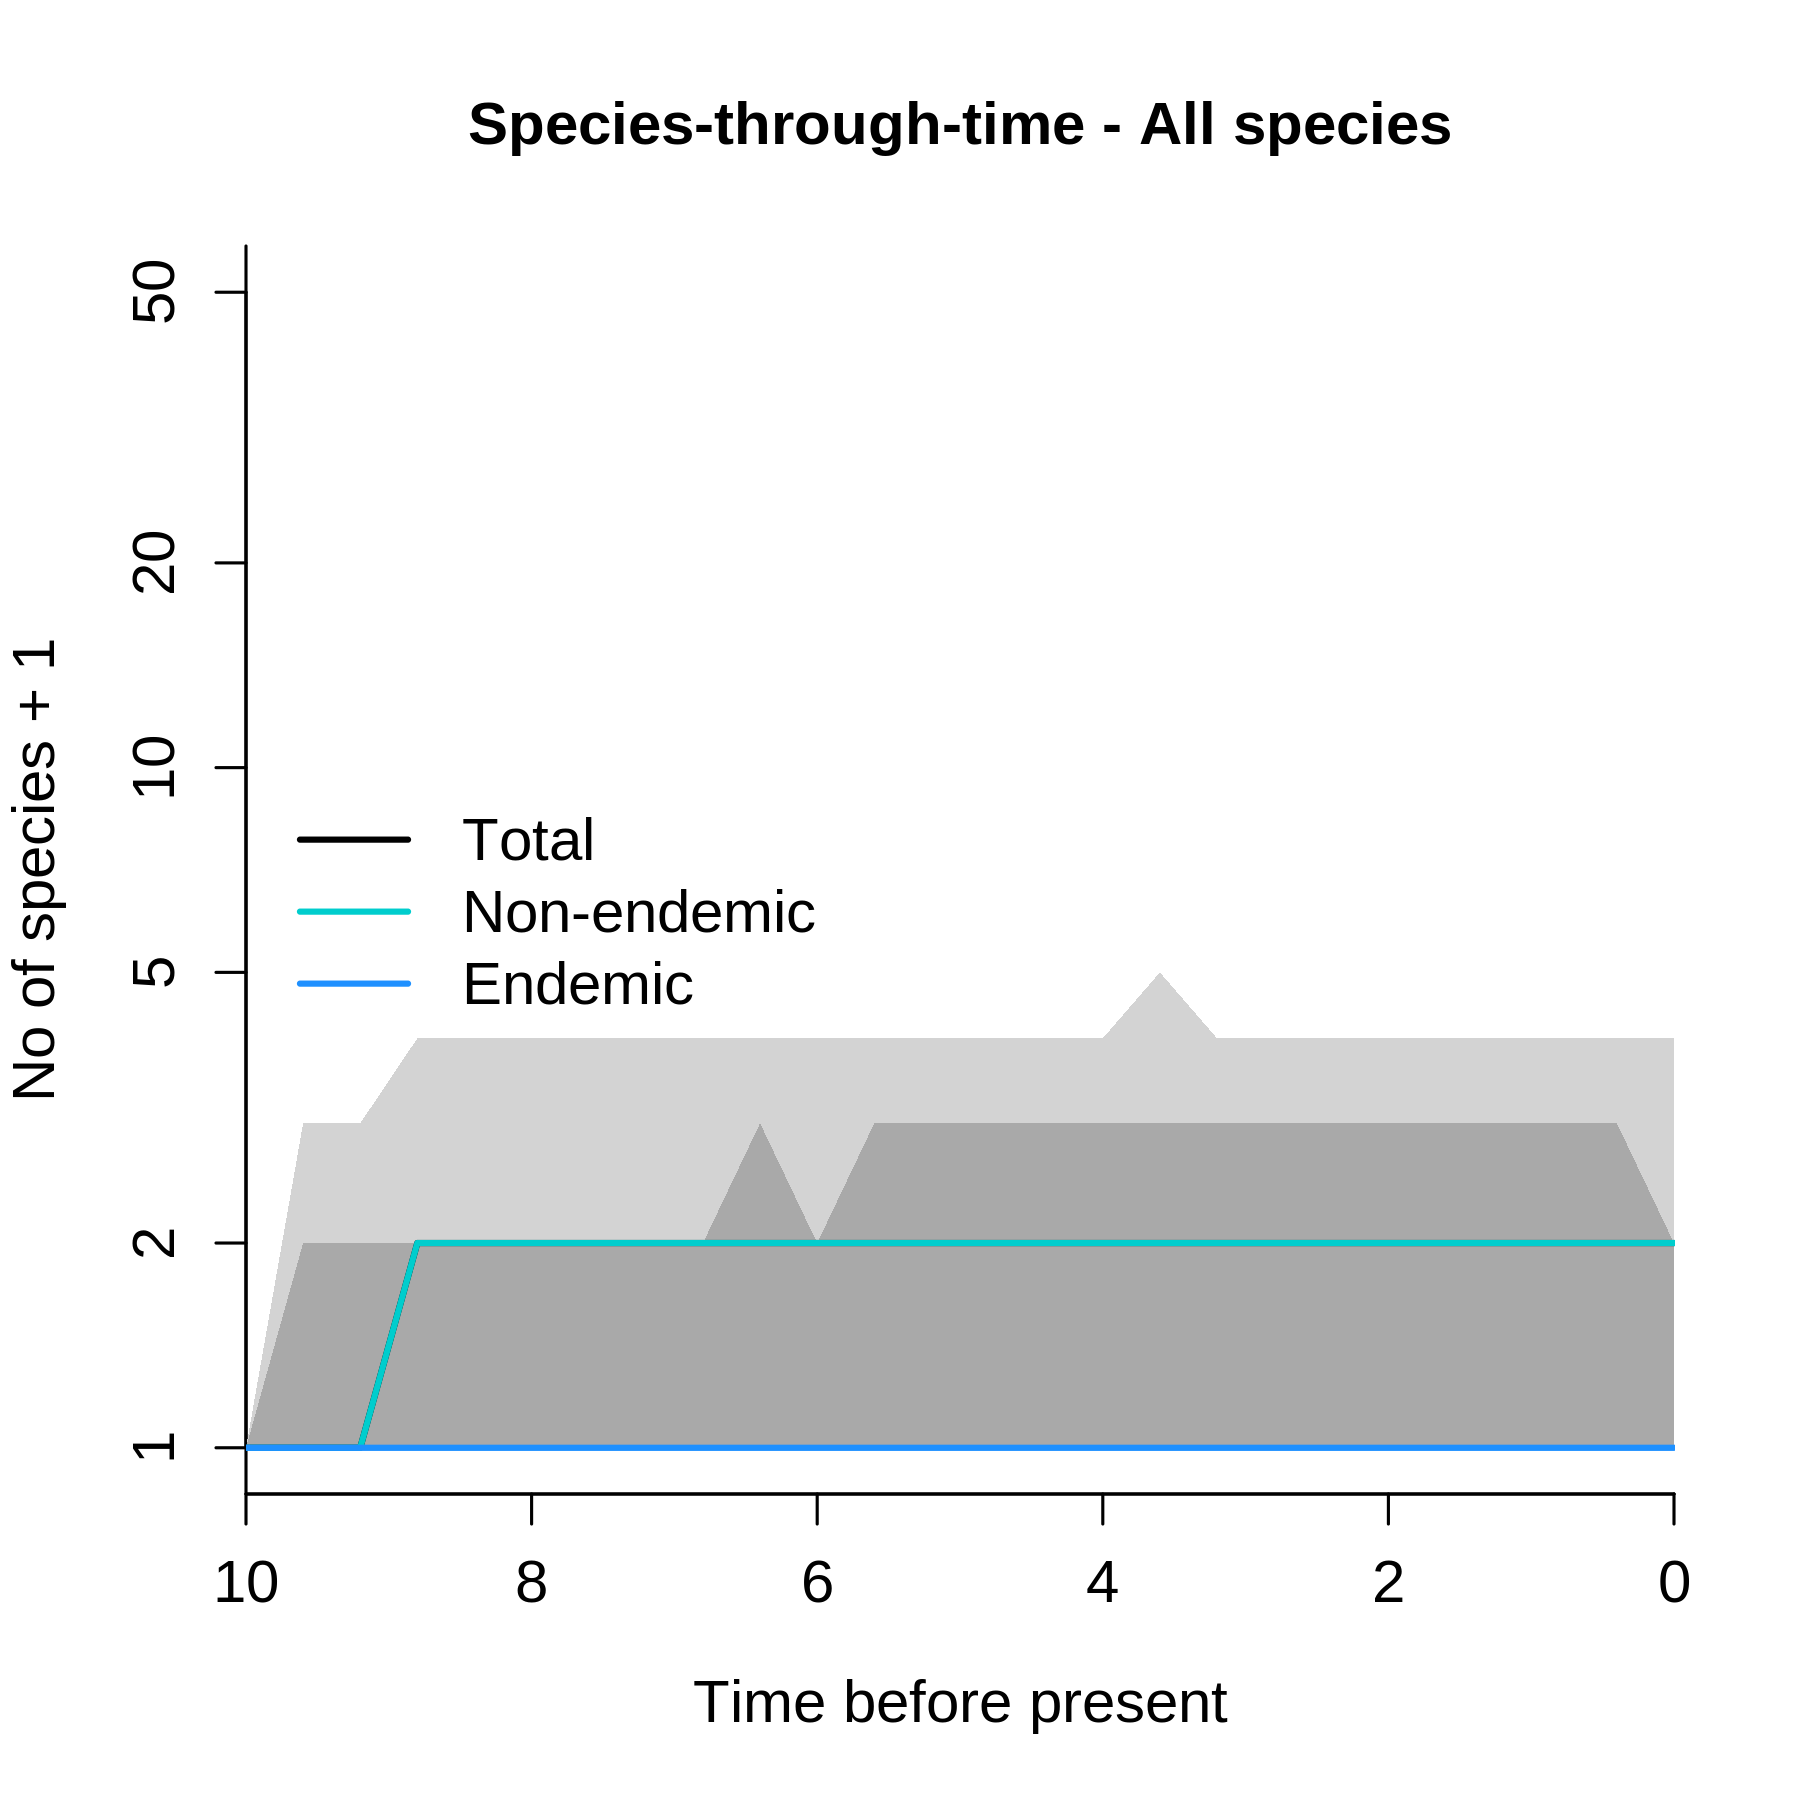 Species-through-time - All species
No of species + 1
50
20
10
5
2
1
Total
Non-endemic
Endemic
10 8 6 4 2 0
Time before present